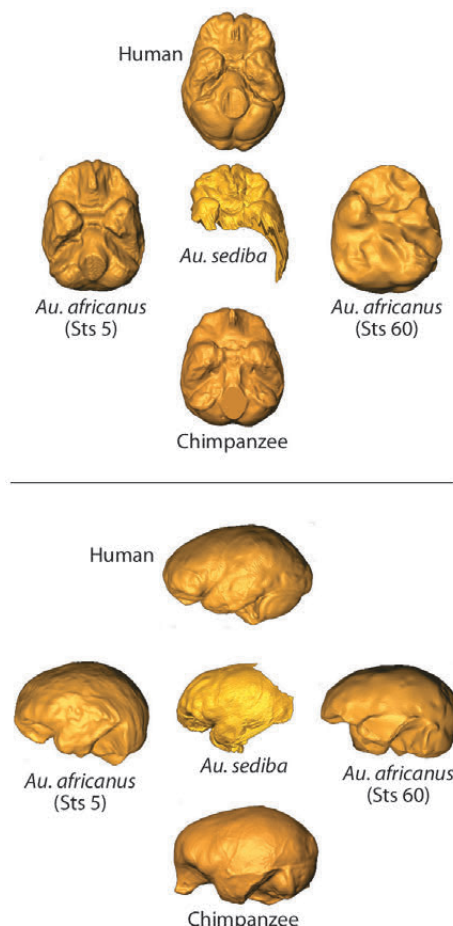 Human
Au. sediba
Au. africanus
(Sts 5)
Au. africanus
(Sts 60)
Chimpanzee
Human
Au. sediba
Au. africanus
(Sts 5)
Au. africanus
(Sts 60)
Chimpanzee